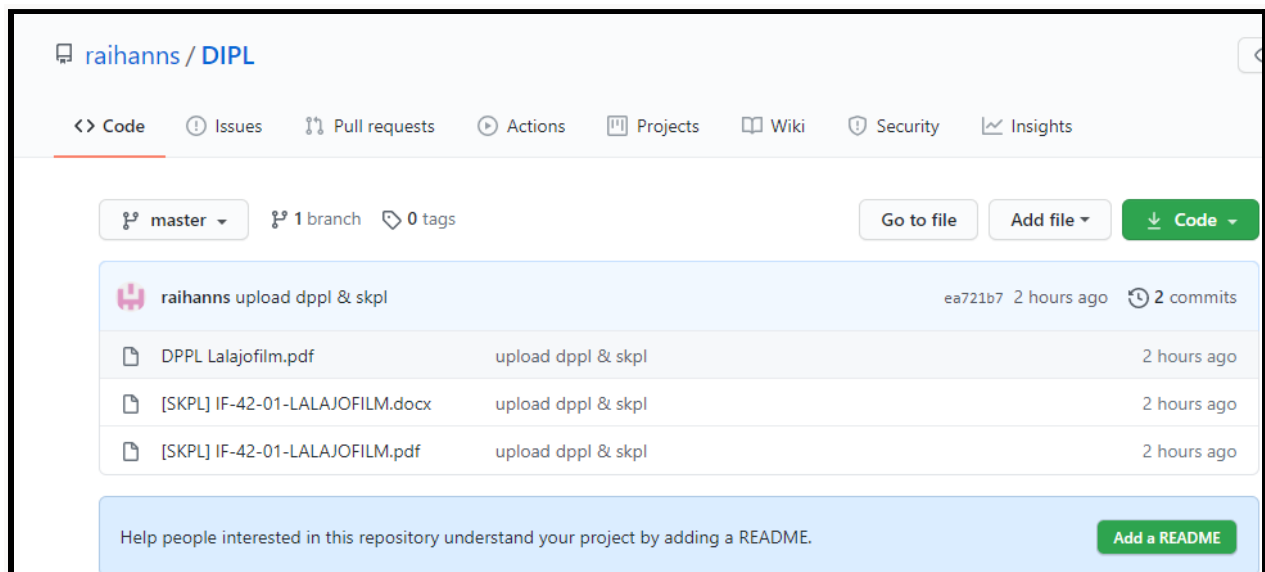 raihanns / DIPL
<> Code Issues Pull requests Actions Projects Wiki Security Insights
master 1 branch 0 tags Go to file Add file Code
raihanns upload dppl & skpl ea721b7 2 hours ago 2 commits
DPPL Lalajofilm.pdf upload dppl & skpl 2 hours ago
[SKPL] IF-42-01-LALAJOFILM.docx upload dppl & skpl 2 hours ago
[SKPL] IF-42-01-LALAJOFILM.pdf upload dppl & skpl 2 hours ago
Help people interested in this repository understand your project by adding a README. Add a README